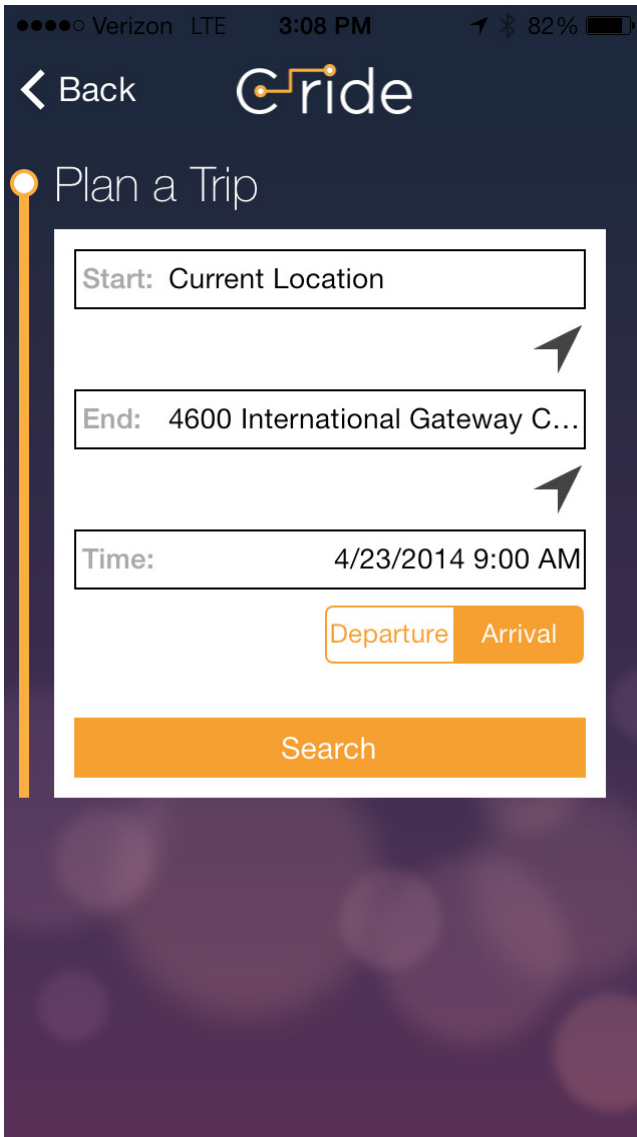 Verizon LTE 3:08 PM 82%
Back
C-ride
Plan a Trip
Start: Current Location
End: 4600 International Gateway C...
Time: 4/23/2014 9:00 AM
Departure Arrival
Search